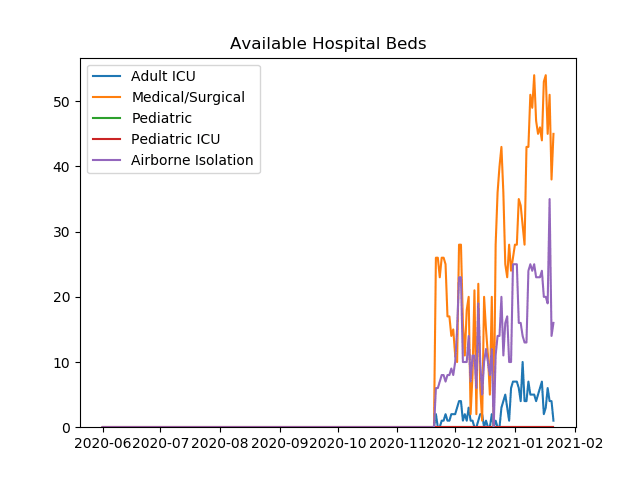 Available Hospital Beds
Adult ICU
Medical/Surgical
Pediatric
Pediatric ICU
Airborne Isolation
50
40
30
20
10
0
2020-06 2020-07 2020-08 2020-09 2020-10 2020-11 2020-12 2021-01 2021-02